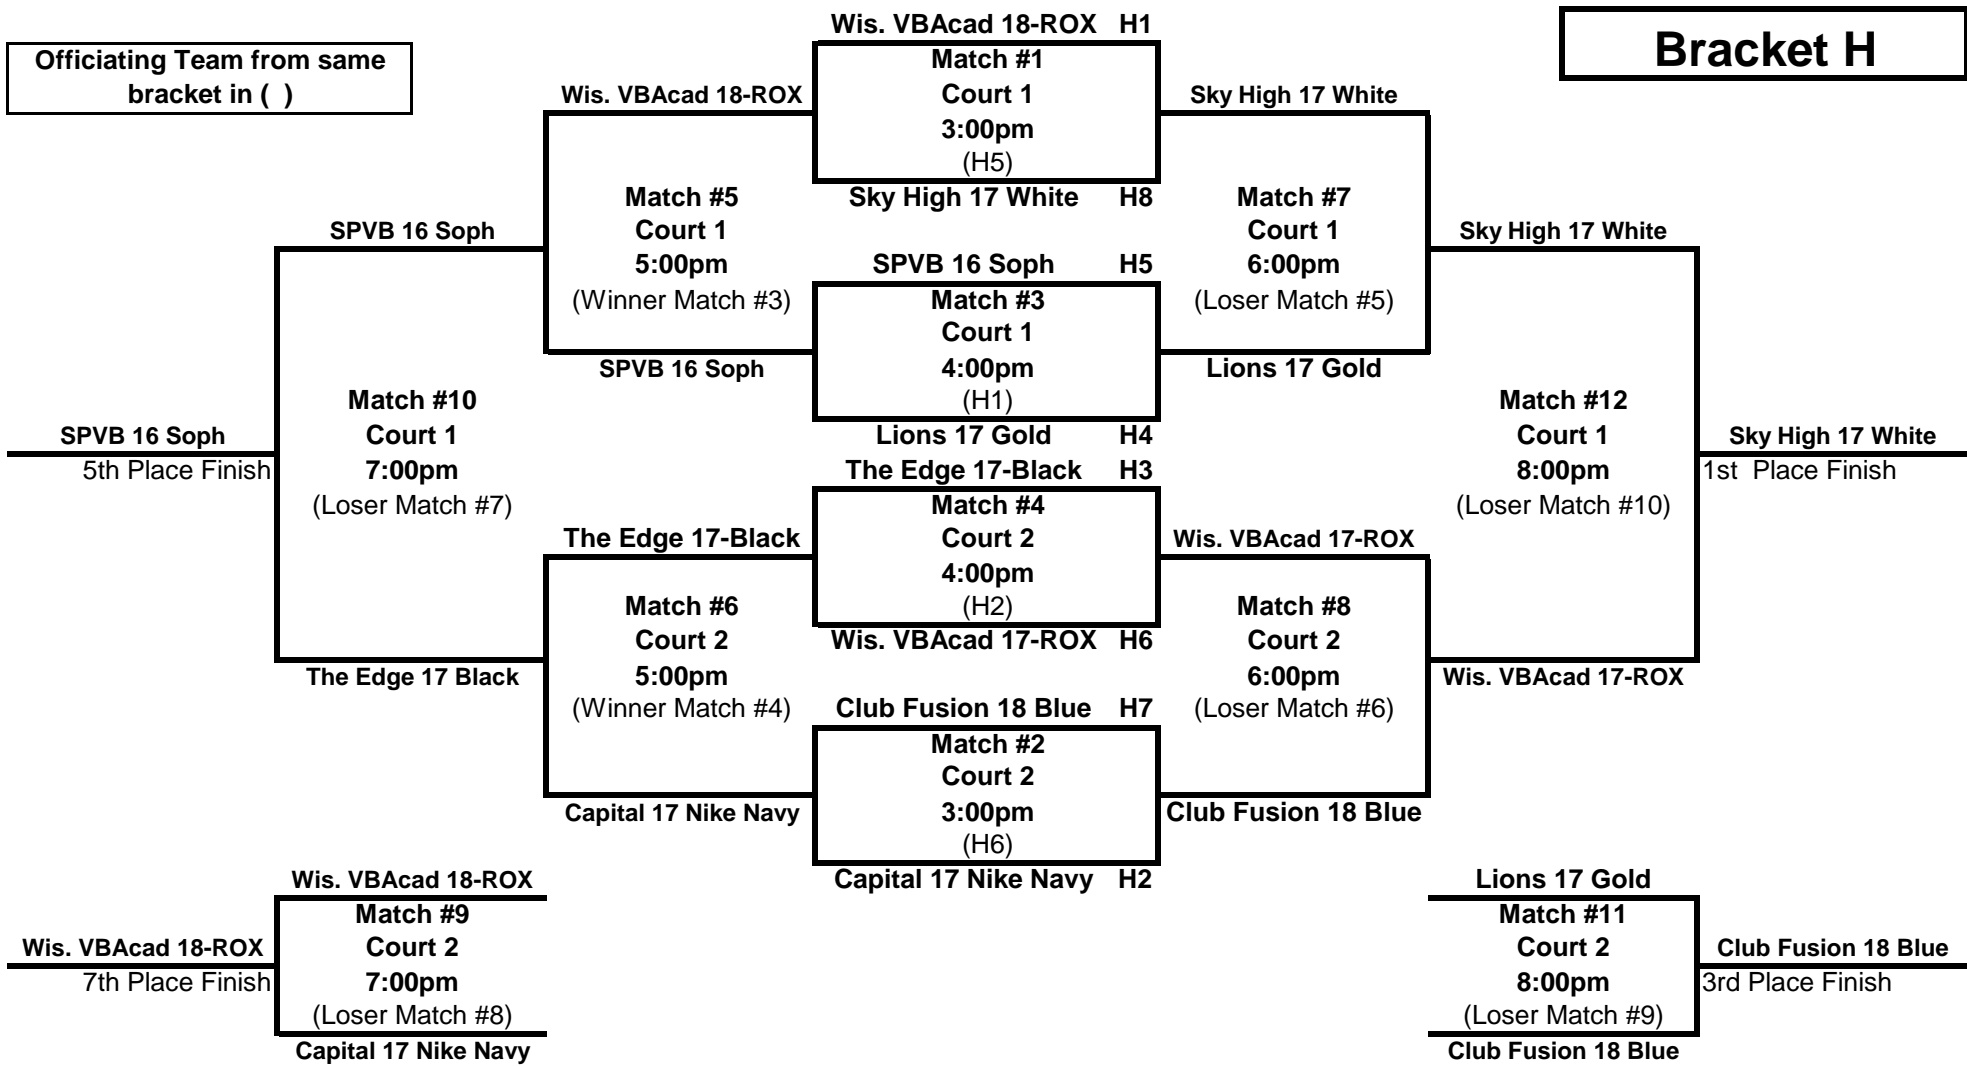 Wis. VBAcad 18-ROX H1
Bracket H
Officiating Team from same
bracket in ( )
Match #1
Court 1
3:00pm
(H5)
Wis. VBAcad 18-ROX
Sky High 17 White
Sky High 17 White H8
Match #5
Court 1
5:00pm
(Winner Match #3)
Match #7
Court 1
6:00pm
(Loser Match #5)
SPVB 16 Soph
Sky High 17 White
SPVB 16 Soph H5
Match #3
Court 1
4:00pm
(H1)
SPVB 16 Soph
Lions 17 Gold
Lions 17 Gold H4
Match #10
Court 1
7:00pm
(Loser Match #7)
Match #12
Court 1
8:00pm
(Loser Match #10)
SPVB 16 Soph
5th Place Finish
Sky High 17 White
1st Place Finish
The Edge 17-Black H3
Match #4
Court 2
4:00pm
(H2)
The Edge 17-Black
Wis. VBAcad 17-ROX
Wis. VBAcad 17-ROX H6
Match #6
Court 2
5:00pm
(Winner Match #4)
Match #8
Court 2
6:00pm
(Loser Match #6)
The Edge 17 Black
Wis. VBAcad 17-ROX
Club Fusion 18 Blue H7
Match #2
Court 2
3:00pm
(H6)
Capital 17 Nike Navy
Club Fusion 18 Blue
Capital 17 Nike Navy H2
Wis. VBAcad 18-ROX
Match #9
Court 2
7:00pm
(Loser Match #8)
Capital 17 Nike Navy
Wis. VBAcad 18-ROX
7th Place Finish
Lions 17 Gold
Match #11
Court 2
8:00pm
(Loser Match #9)
Club Fusion 18 Blue
Club Fusion 18 Blue
3rd Place Finish